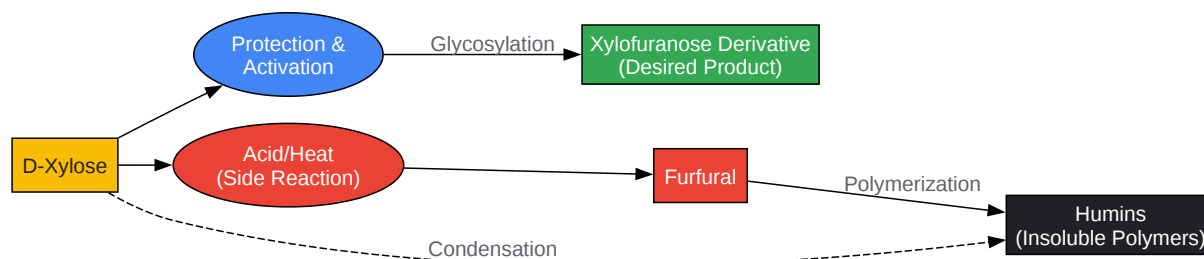 Protection &
Activation
Glycosylation
Xylofuranose Derivative
(Desired Product)
D-Xylose
Acid/Heat
(Side Reaction)
Furfural
Polymerization
Humins
(Insoluble Polymers)
Condensation